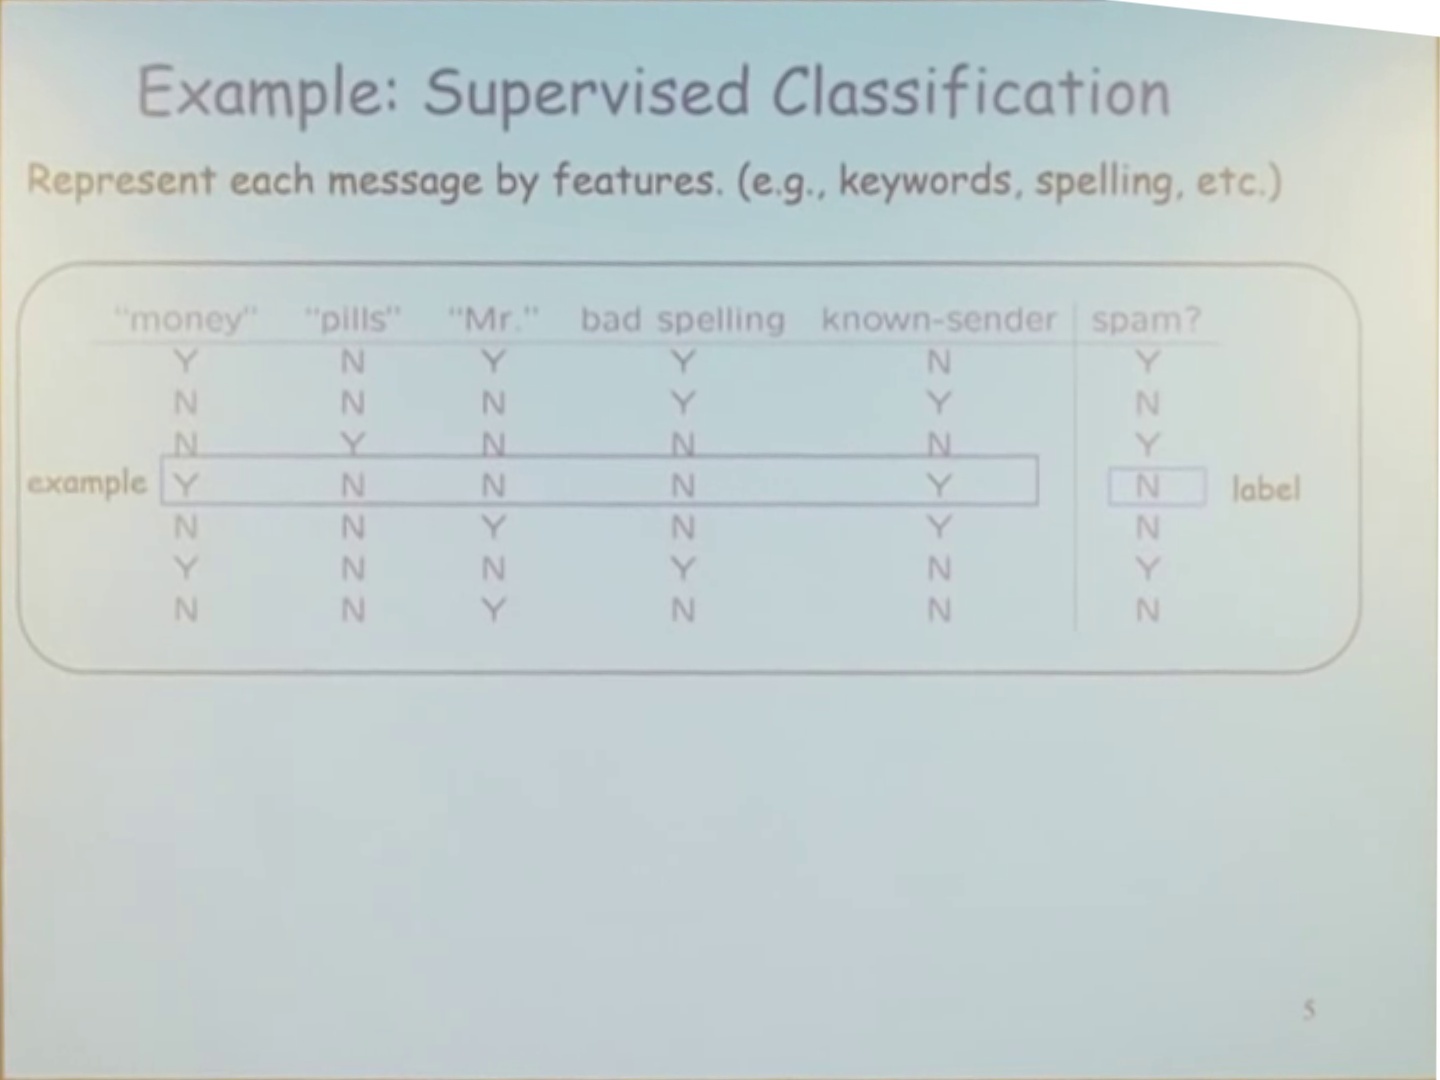 Example: Supervised Classification
Represent each message by features. (e.g., keywords, spelling, etc.)
“money” “pills” “Mr.” bad spelling known-sender spam?
Y N Y Y N Y
N N N Y Y N
N Y N N N Y
example Y N N N Y N label
N N Y N Y N
Y N N Y N Y
N N Y N N N
5